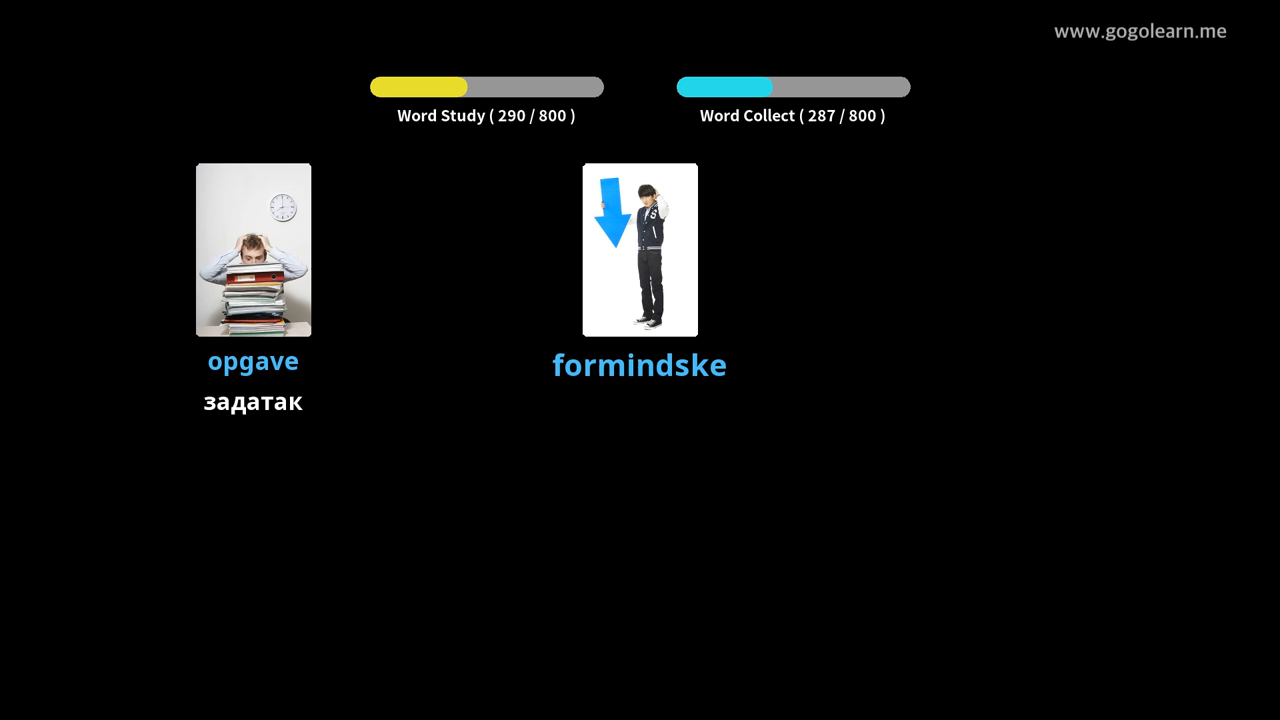 www.gogolearn.me
Word Study ( 290 / 800 )
Word Collect ( 287 / 800 )
opgave
задатак
formindske